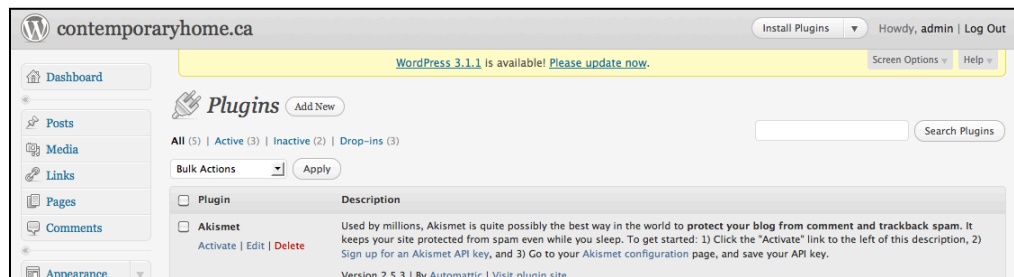 contemporaryhome.ca
Install Plugins
Howdy, admin | Log Out
WordPress 3.1.1 is available! Please update now.
Screen Options
Help
Dashboard
Posts
Media
Links
Pages
Comments
Appearance
Plugins
Add New
All (5) | Active (3) | Inactive (2) | Drop-ins (3)
Search Plugins
Bulk Actions
Apply
Plugin
Description
Akismet
Activate | Edit | Delete
Used by millions, Akismet is quite possibly the best way in the world to protect your blog from comment and trackback spam. It
keeps your site protected from spam even while you sleep. To get started: 1) Click the "Activate" link to the left of this description, 2)
Sign up for an Akismet API key, and 3) Go to your Akismet configuration page, and save your API key.
Version 2.5.3 | By Automattic | Visit plugin site